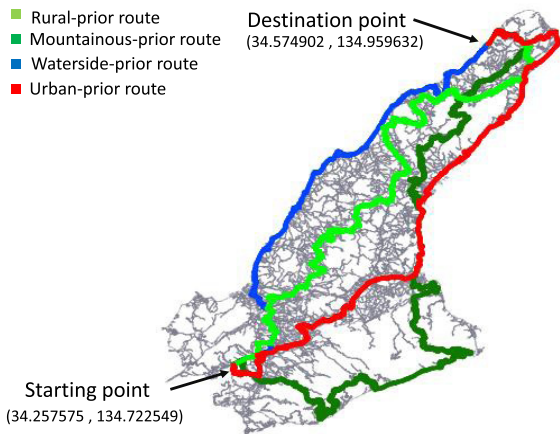 Rural-prior route
Mountainous-prior route
Waterside-prior route
Urban-prior route
Destination point
(34.574902 , 134.959632)
Starting point
(34.257575 , 134.722549)